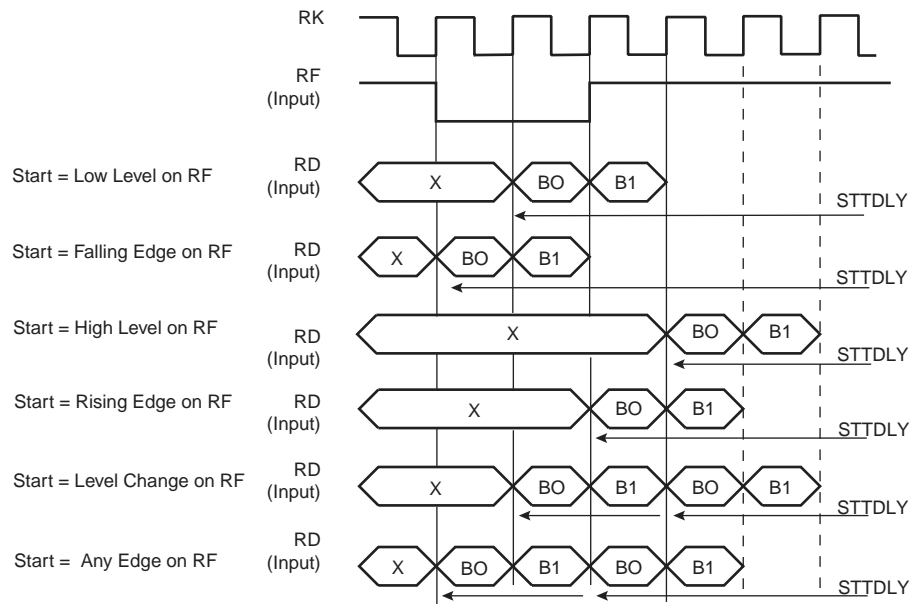 RK
RF
(Input)
Start = Low Level on RF
RD
(Input)
X
BO
B1
STTDLY
Start = Falling Edge on RF
RD
(Input)
X
BO
B1
STTDLY
Start = High Level on RF
RD
(Input)
X
BO
B1
STTDLY
Start = Rising Edge on RF
RD
(Input)
X
BO
B1
STTDLY
Start = Level Change on RF
RD
(Input)
X
BO
B1
BO
B1
STTDLY
Start = Any Edge on RF
RD
(Input)
X
BO
B1
BO
B1
STTDLY